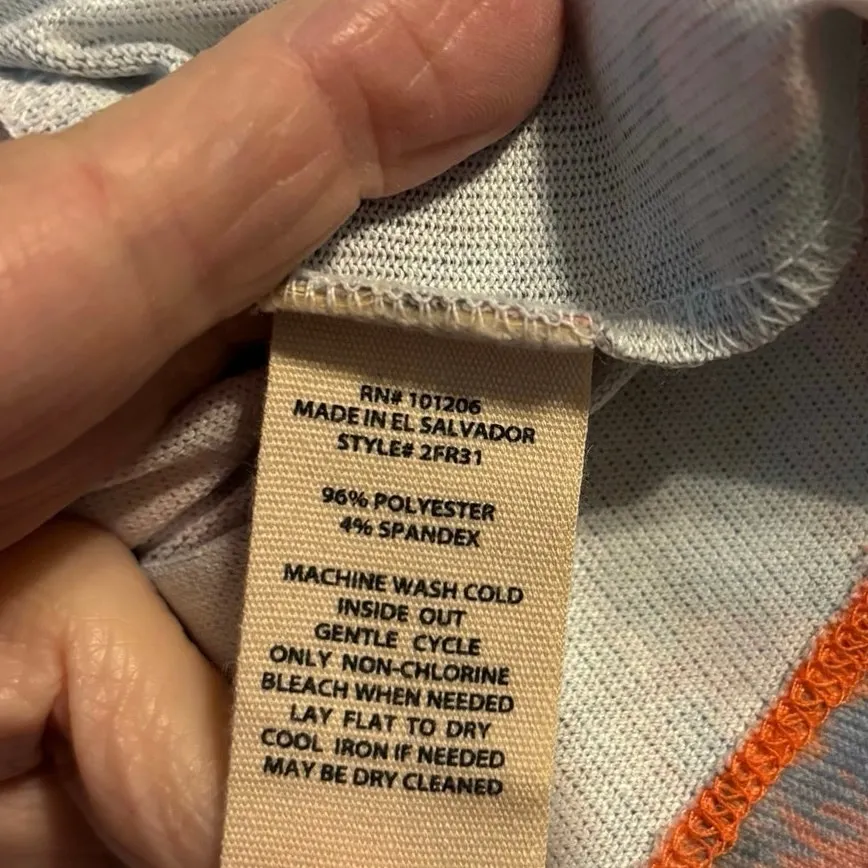 RN# 101206
MADE IN EL SALVADOR
STYLE# 2FR31
96% POLYESTER
4% SPANDEX
MACHINE WASH COLD
INSIDE OUT
GENTLE CYCLE
ONLY NON-CHLORINE
BLEACH WHEN NEEDED
LAY FLAT TO DRY
COOL IRON IF NEEDED
MAY BE DRY CLEANED